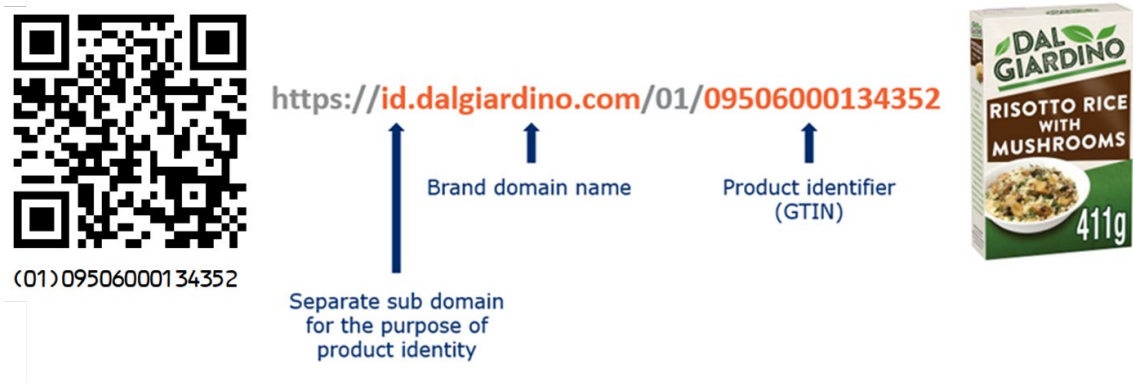 (01)09506000134352
https://id.dalgiardino.com/01/09506000134352
Brand domain name
Product identifier
(GTIN)
Separate sub domain
for the purpose of
product identity
DAL
GIARDINO
RISOTTO RICE
WITH
MUSHROOMS
411g